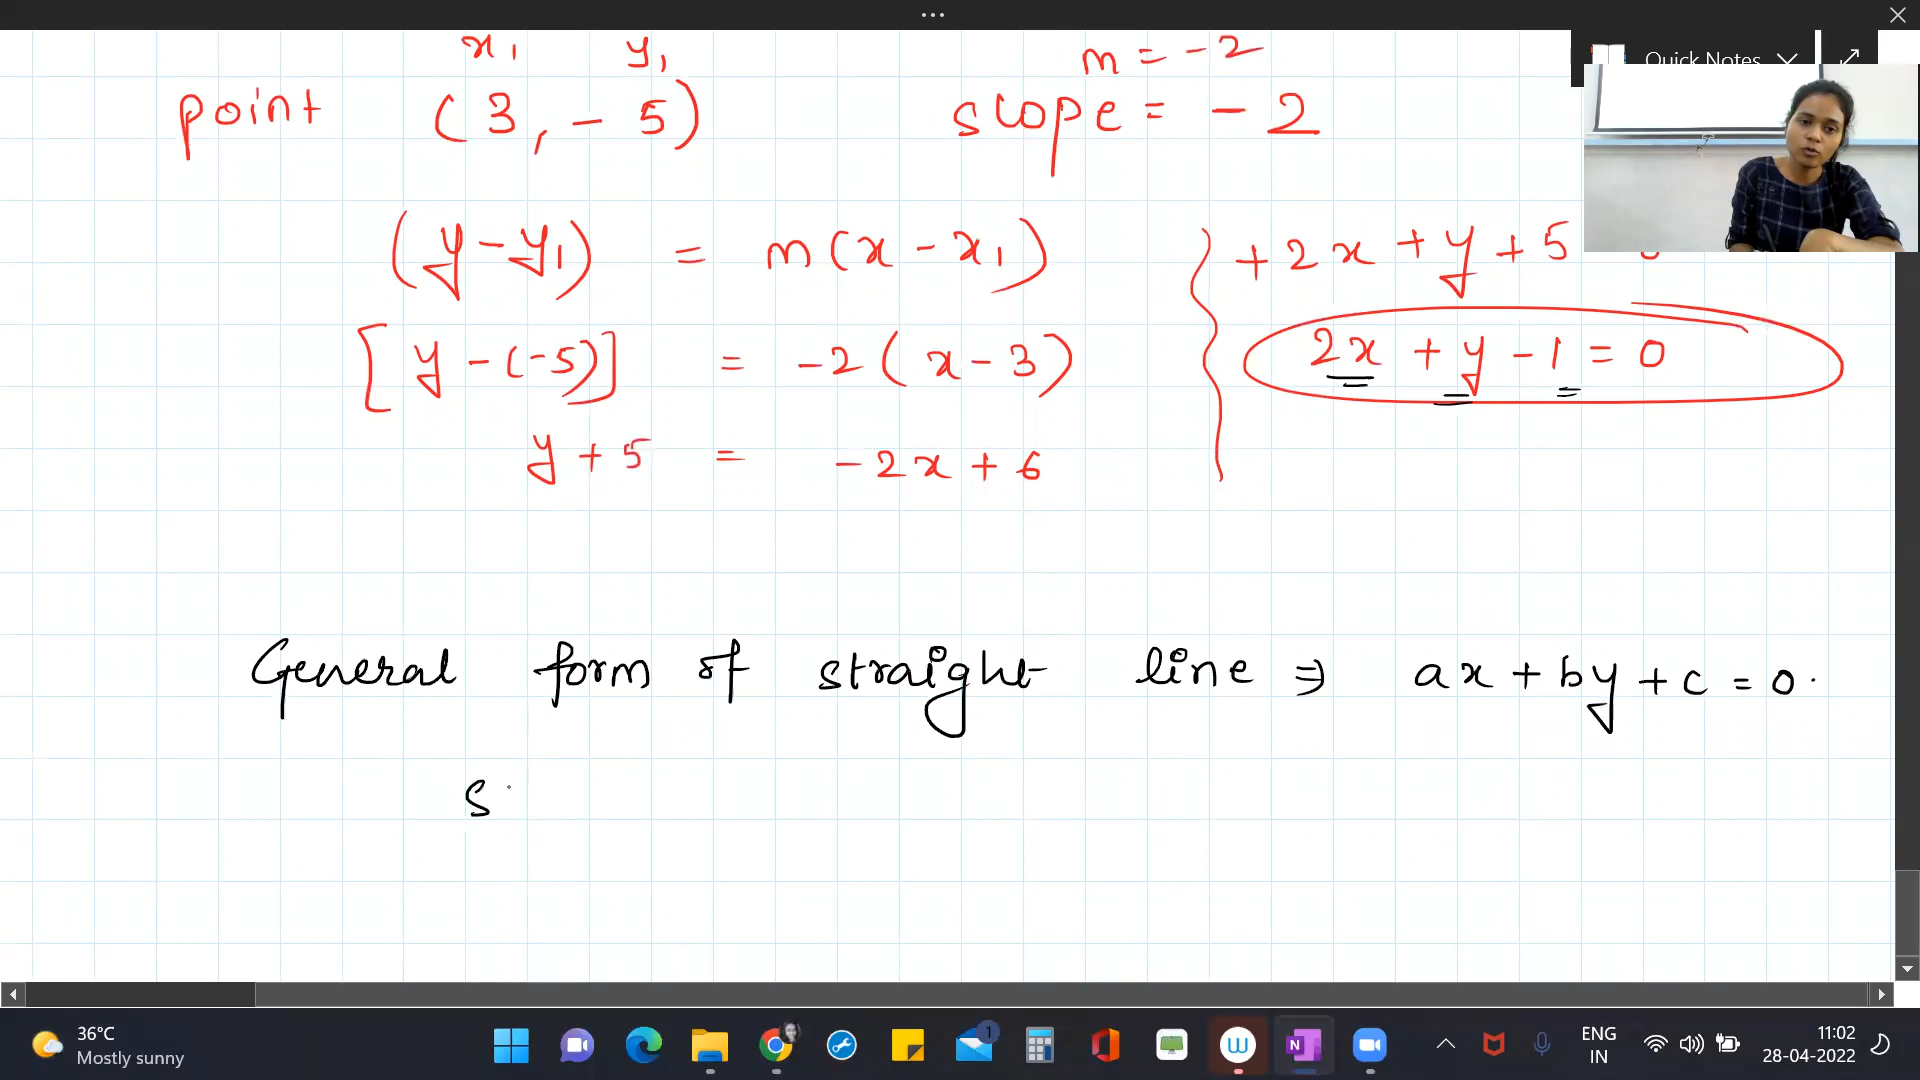 Quick Notes
x₁ y₁
m = -2
point (3, - 5)
slope = - 2
(y-y₁) = m(x - x₁)
[y - (-5)] = -2(x-3)
y + 5 = -2x + 6
+2x + y + 5
2x + y - 1 = 0
General form of straight line ⇒ ax + by + c = 0.
S
36°C
Mostly sunny
1
ENG
IN
11:02
28-04-2022